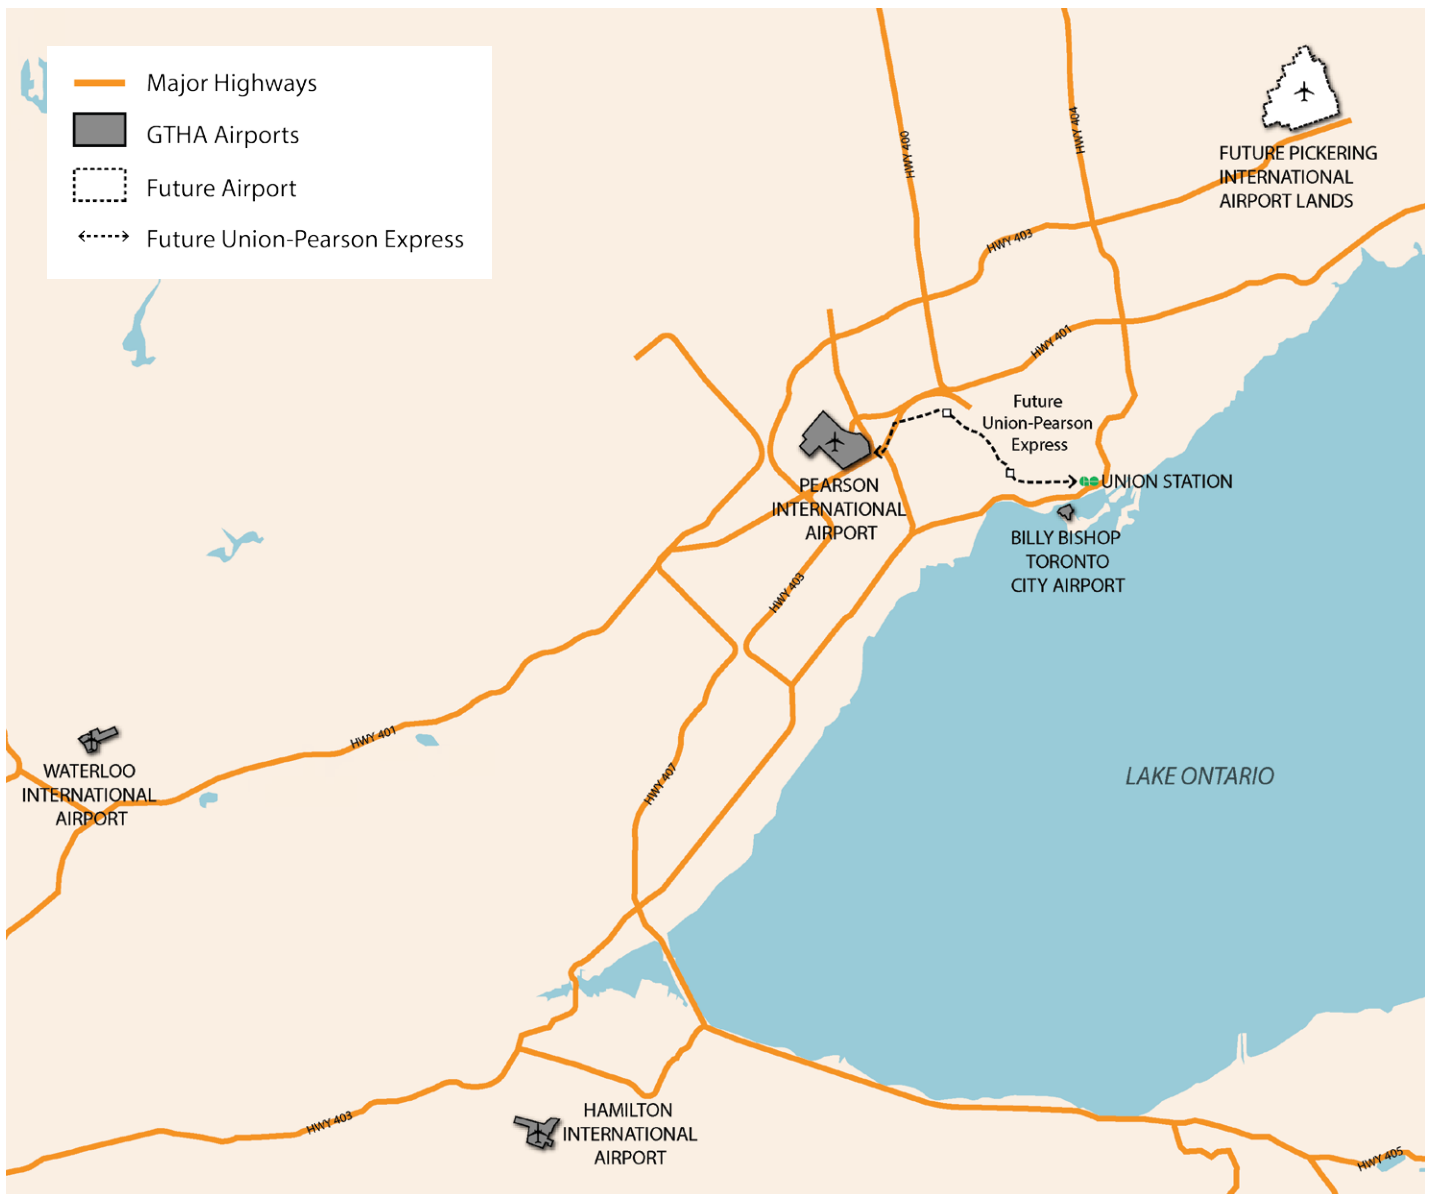 Major Highways
GTHA Airports
Future Airport
Future Union-Pearson Express
HWY 400
HWY 404
FUTURE PICKERING
INTERNATIONAL
AIRPORT LANDS
HWY 403
HWY 401
Future
Union-Pearson
Express
UNION STATION
PEARSON
INTERNATIONAL
AIRPORT
BILLY BISHOP
TORONTO
CITY AIRPORT
HWY 403
HWY 401
WATERLOO
INTERNATIONAL
AIRPORT
HWY 407
LAKE ONTARIO
HAMILTON
INTERNATIONAL
AIRPORT
HWY 403
HWY 405